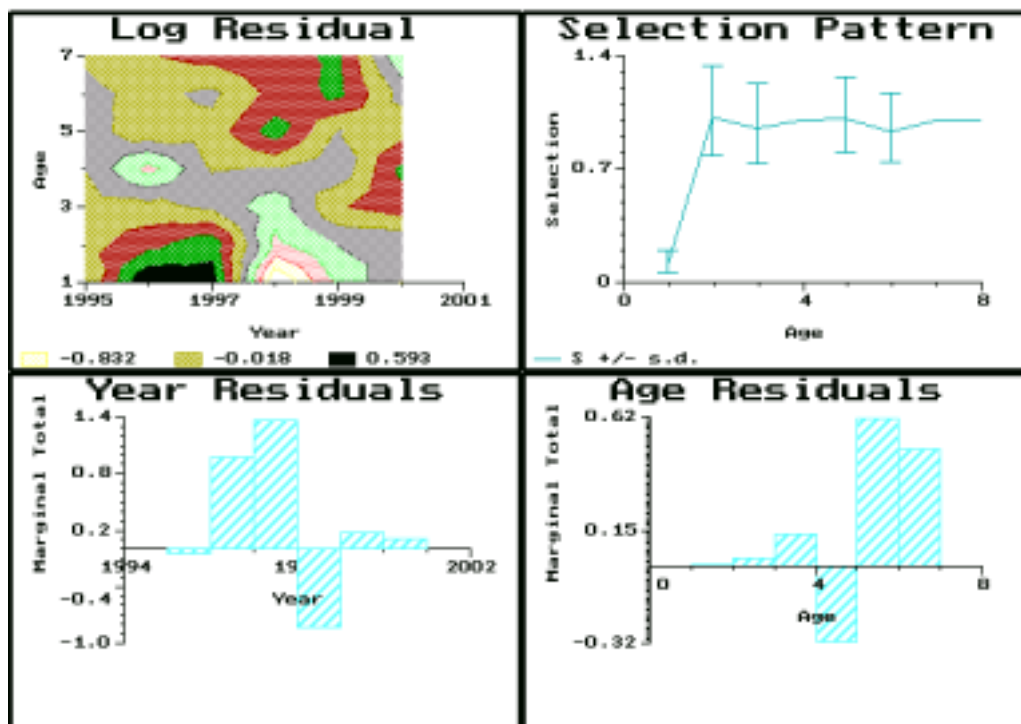 Log Residual
7
5
3
1
Age
1995 1997 1999 2001
Year
-0.832 -0.018 0.593
Selection Pattern
1.4
0.7
0
Selection
0 4 8
Age
S +/- s.d.
Year Residuals
1.4
0.8
0.2
-0.4
-1.0
Marginal Total
1994 19 2002
Year
Age Residuals
0.62
0.15
-0.32
Marginal Total
0 4 8
Age